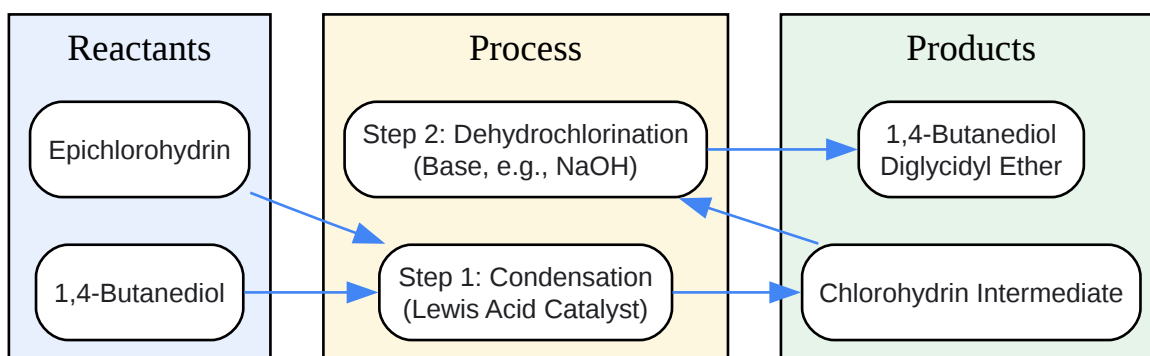 Reactants
Epichlorohydrin
1,4-Butanediol
Process
Step 2: Dehydrochlorination
(Base, e.g., NaOH)
Step 1: Condensation
(Lewis Acid Catalyst)
Products
1,4-Butanediol
Diglycidyl Ether
Chlorohydrin Intermediate